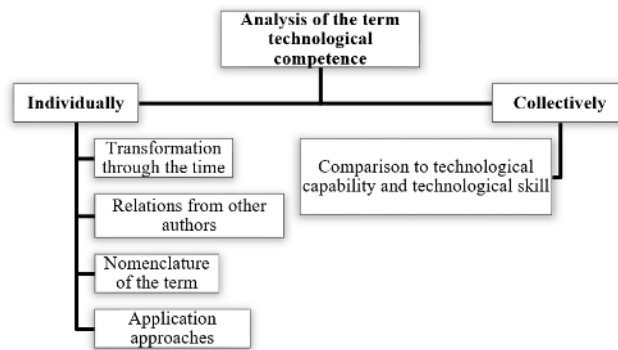 Analysis of the term
technological
competence
Individually
Collectively
Transformation
through the time
Comparison to technological
capability and technological skill
Relations from other
authors
Nomenclature
of the term
Application
approaches